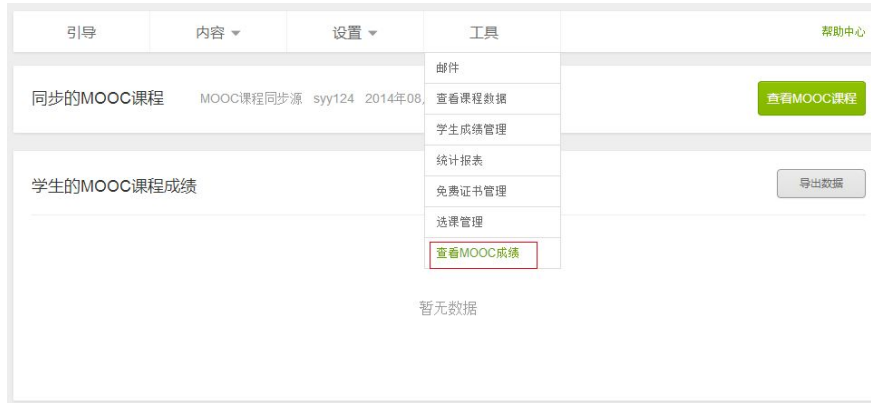 引导 内容 设置 工具 帮助中心
邮件
同步的MOOC课程 MOOC课程同步源 syy124 2014年08 查看课程数据 查看MOOC课程
学生成绩管理
统计报表
学生的MOOC课程成绩 免费证书管理 导出数据
选课管理
查看MOOC成绩
暂无数据